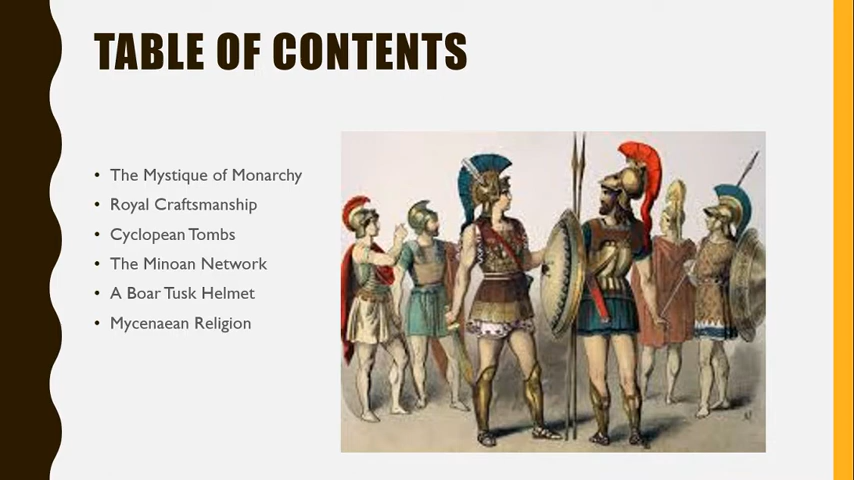 TABLE OF CONTENTS
• The Mystique of Monarchy
• Royal Craftsmanship
• Cyclopean Tombs
• The Minoan Network
• A Boar Tusk Helmet
• Mycenaean Religion